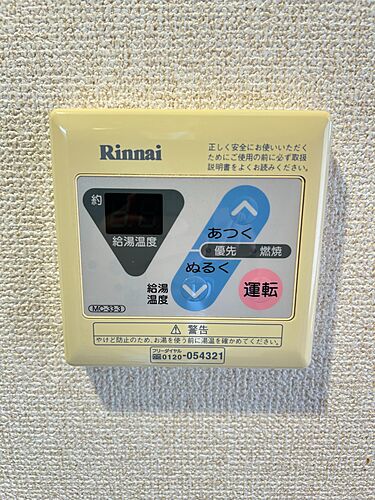 Rinnai
正しく安全にお使いいただく
ためにご使用の前に必ず取扱
説明書をよくお読みください。
約
給湯温度
あつく
優先 燃焼
ぬるく
給湯
温度
運転
MC-33-3
⚠警告
やけど防止のため、お湯を使う前に湯温を確かめてください。
フリーダイヤル
0120-054321